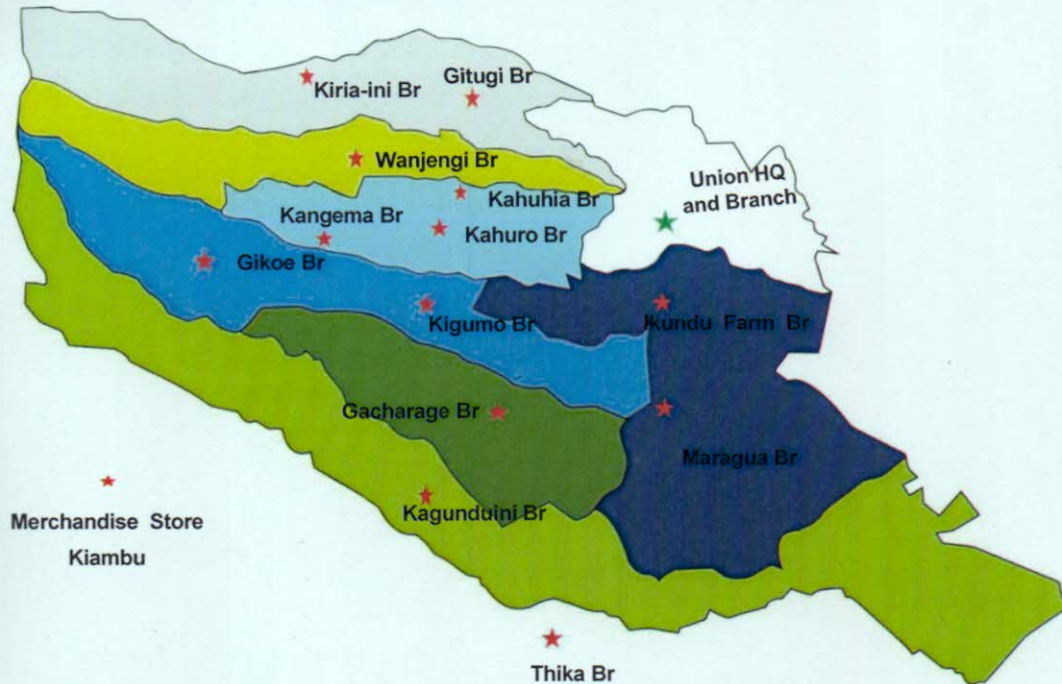 Gitugi Br
Kiria-ini Br
Wanjengi Br
Union HQ
and Branch
Kahuhia Br
Kangema Br
Kahuro Br
Gikoe Br
Kigumo Br
Ikundu Farm Br
Gacharage Br
Maragua Br
Kagunduini Br
Merchandise Store
Kiambu
Thika Br